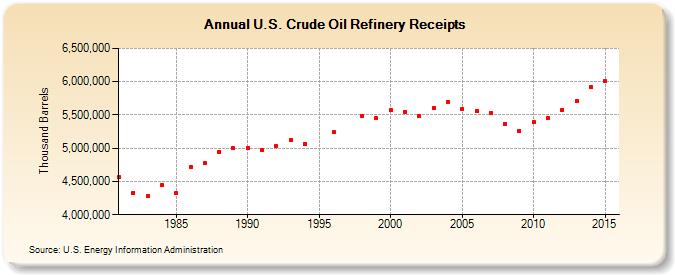 Annual U.S. Crude Oil Refinery Receipts
Thousand Barrels
6,500,000
6,000,000
5,500,000
5,000,000
4,500,000
4,000,000
1985 1990 1995 2000 2005 2010 2015
Source: U.S. Energy Information Administration